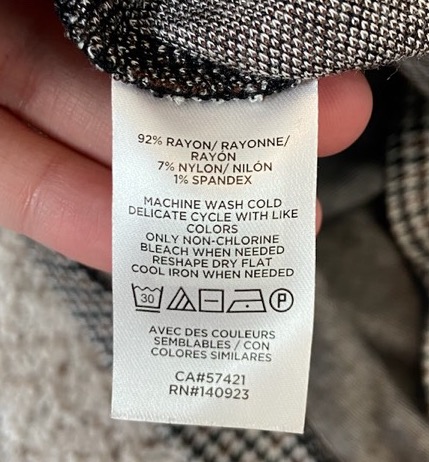 92% RAYON/ RAYONNE/
RAYÓN
7% NYLON/ NILÓN
1% SPANDEX
MACHINE WASH COLD
DELICATE CYCLE WITH LIKE
COLORS
ONLY NON-CHLORINE
BLEACH WHEN NEEDED
RESHAPE DRY FLAT
COOL IRON WHEN NEEDED
30 P
AVEC DES COULEURS
SEMBLABLES / CON
COLORES SIMILARES
CA#57421
RN#140923